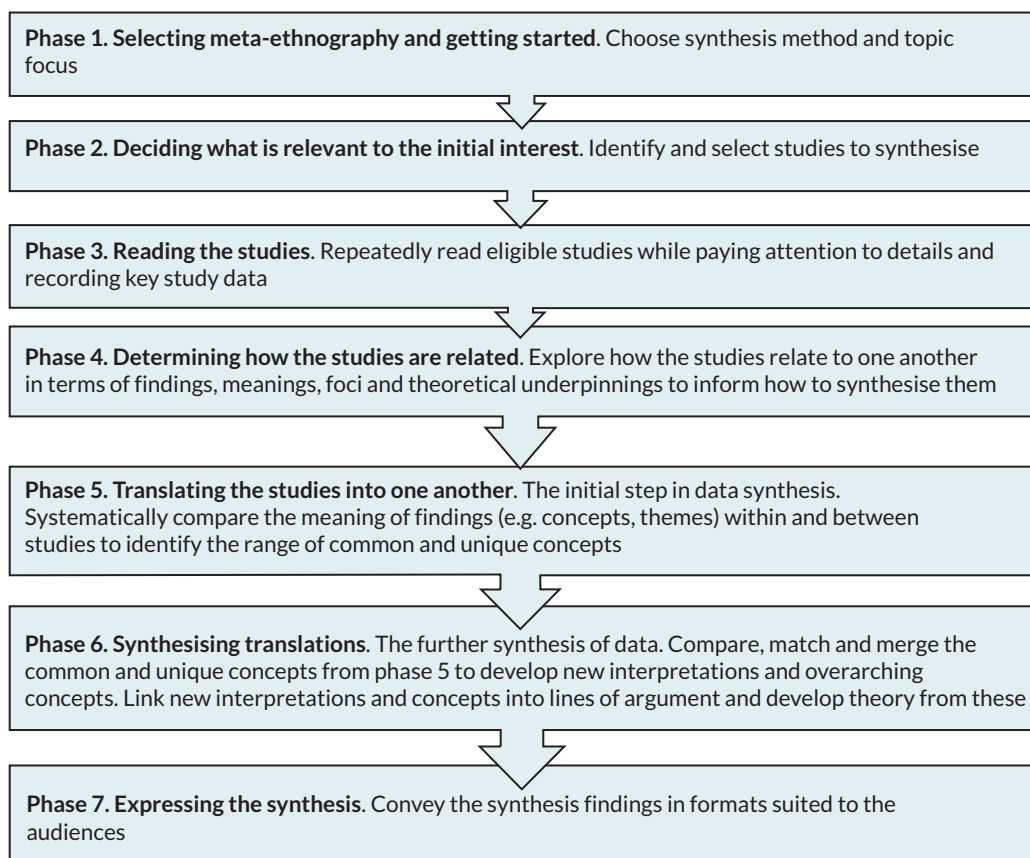 Phase 1. Selecting meta-ethnography and getting started. Choose synthesis method and topic
focus
Phase 2. Deciding what is relevant to the initial interest. Identify and select studies to synthesise
Phase 3. Reading the studies. Repeatedly read eligible studies while paying attention to details and
recording key study data
Phase 4. Determining how the studies are related. Explore how the studies relate to one another
in terms of findings, meanings, foci and theoretical underpinnings to inform how to synthesise them
Phase 5. Translating the studies into one another. The initial step in data synthesis.
Systematically compare the meaning of findings (e.g. concepts, themes) within and between
studies to identify the range of common and unique concepts
Phase 6. Synthesising translations. The further synthesis of data. Compare, match and merge the
common and unique concepts from phase 5 to develop new interpretations and overarching
concepts. Link new interpretations and concepts into lines of argument and develop theory from these
Phase 7. Expressing the synthesis. Convey the synthesis findings in formats suited to the
audiences